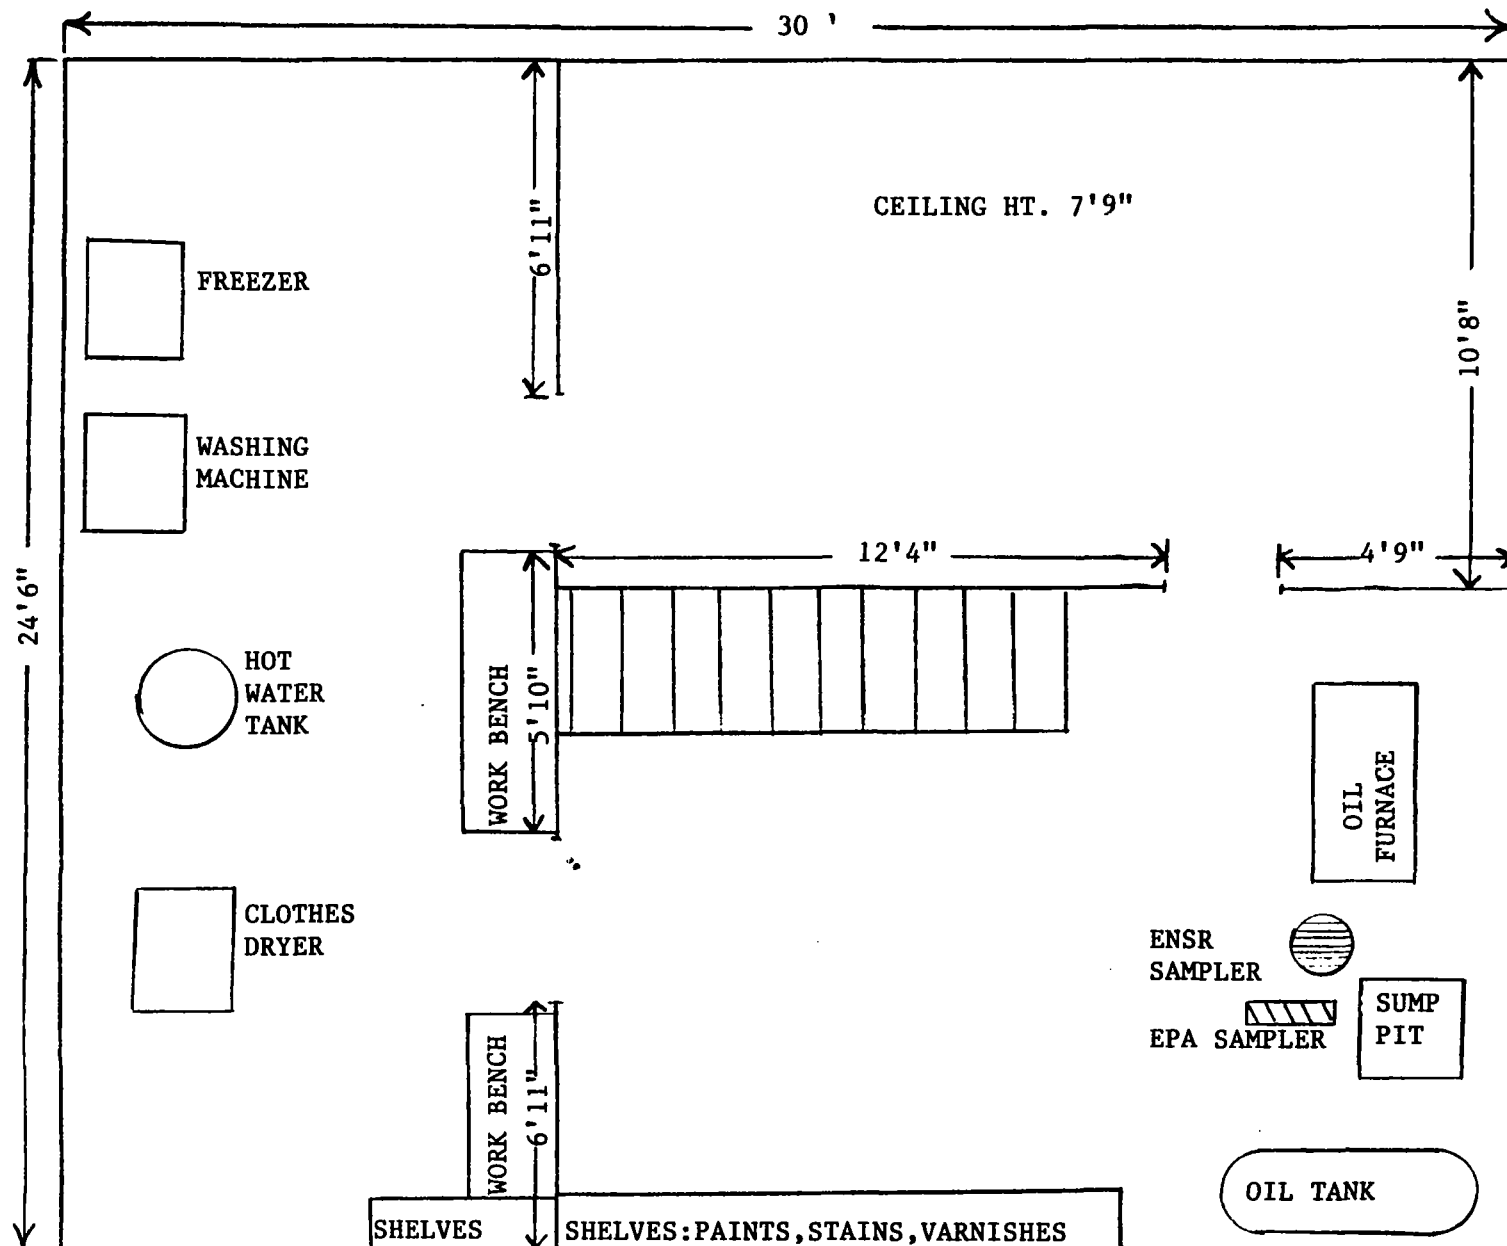 30 '
CEILING HT. 7'9"
6'11"
FREEZER
10'8"
WASHING
MACHINE
12'4"
4'9"
24'6"
HOT
WATER
TANK
WORK BENCH
5'10"
OIL
FURNACE
CLOTHES
DRYER
ENSR
SAMPLER
SUMP
PIT
EPA SAMPLER
WORK BENCH
6'11"
OIL TANK
SHELVES
SHELVES:PAINTS,STAINS,VARNISHES